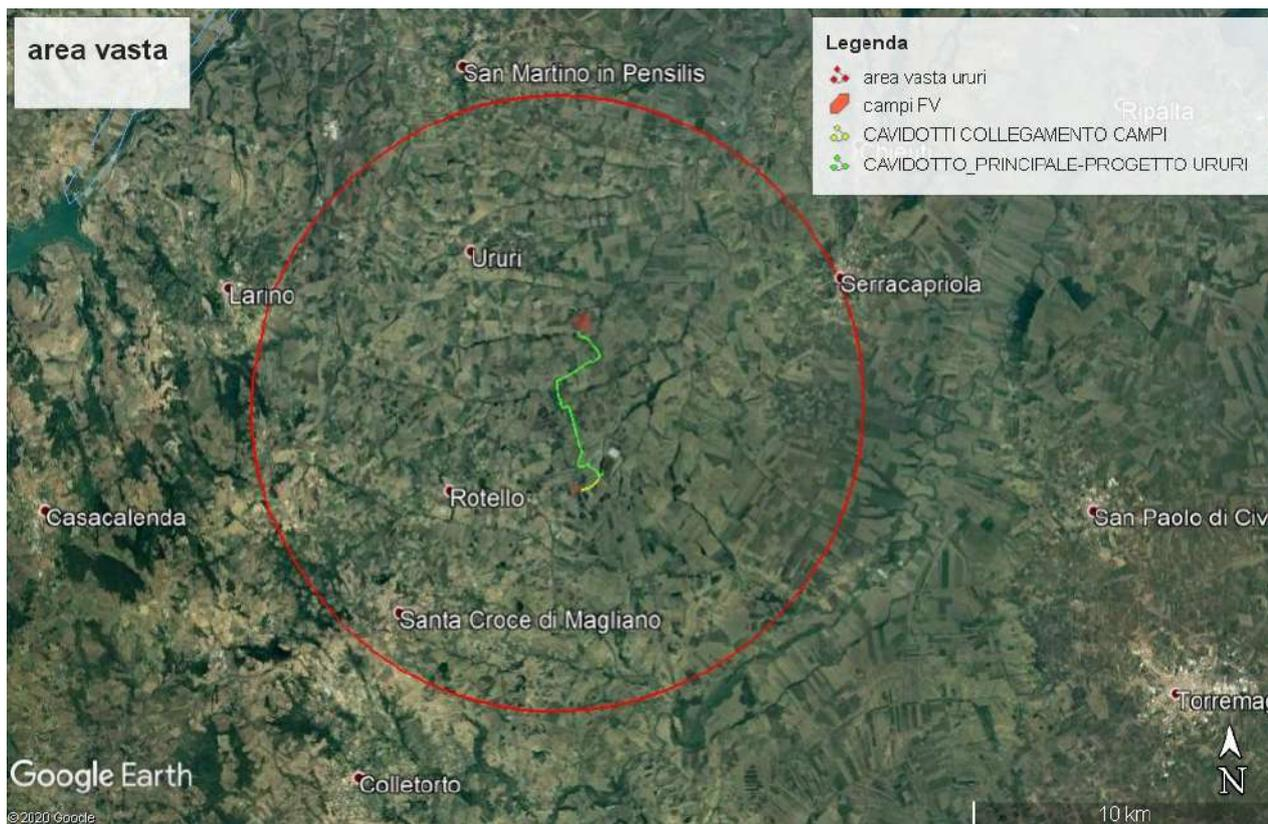 area vasta
Legenda
area vasta ururi
campi FV
CAVIDOTTI COLLEGAMENTO CAMPI
CAVIDOTTO_PRINCIPALE-PROGETTO URURI
San Martino in Pensilis
Ripalta
Chieuti
Ururi
Larino
Serracapriola
Rotello
Casacalenda
San Paolo di Civ
Santa Croce di Magliano
Torremag
Colletorto
Google Earth
N
© 2020 Google
10 km